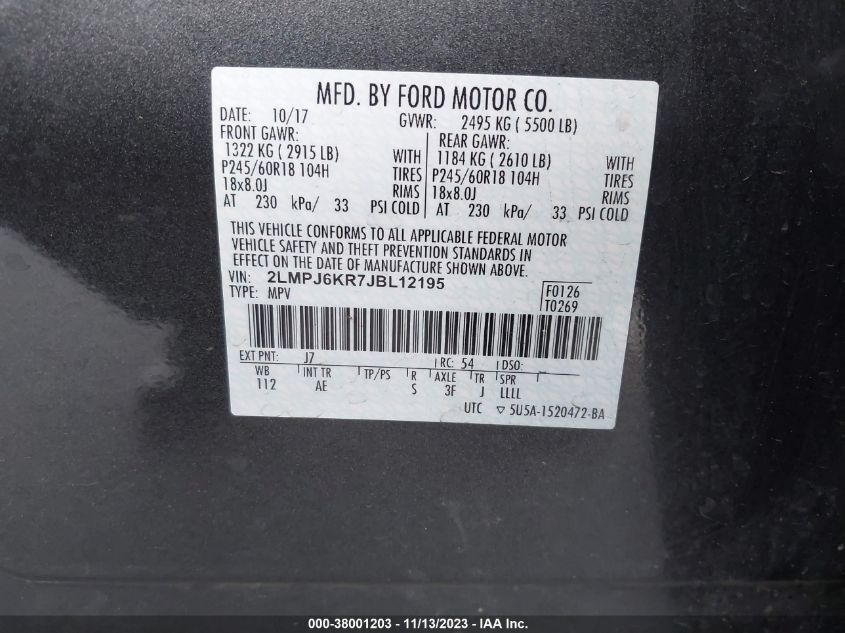 MFD. BY FORD MOTOR CO.
DATE: 10/17 GVWR: 2495 KG ( 5500 LB)
FRONT GAWR: REAR GAWR:
1322 KG ( 2915 LB) WITH 1184 KG ( 2610 LB) WITH
P245/60R18 104H TIRES P245/60R18 104H TIRES
18x8.0J RIMS 18x8.0J RIMS
AT 230 kPa/ 33 PSI COLD AT 230 kPa/ 33 PSI COLD
THIS VEHICLE CONFORMS TO ALL APPLICABLE FEDERAL MOTOR
VEHICLE SAFETY AND THEFT PREVENTION STANDARDS IN
EFFECT ON THE DATE OF MANUFACTURE SHOWN ABOVE.
VIN: 2LMPJ6KR7JBL12195
TYPE: MPV
F0126
T0269
EXT PNT: J7 RC: 54 DSO:
WB INT TR TP/PS R AXLE TR SPR
112 AE S 3F J LLLL
UTC ▽ 5U5A-1520472-BA
000-38001203 - 11/13/2023 - IAA Inc.